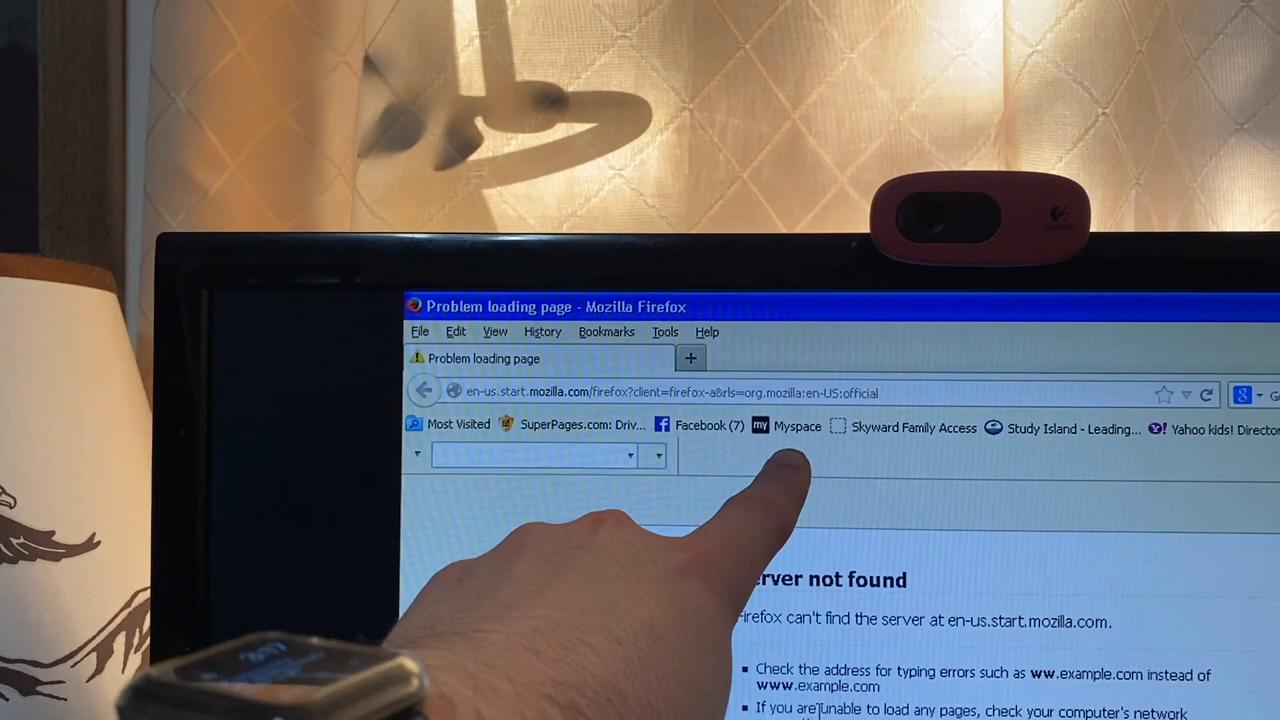 Logitech
Problem loading page - Mozilla Firefox
File Edit View History Bookmarks Tools Help
Problem loading page +
en-us.start.mozilla.com/firefox?client=firefox-a&rls=org.mozilla:en-US:official
Most Visited SuperPages.com: Driv... Facebook (7) my Myspace Skyward Family Access Study Island - Leading... Yahoo kids! Director
erver not found
Firefox can't find the server at en-us.start.mozilla.com.
Check the address for typing errors such as ww.example.com instead of
www.example.com
If you are unable to load any pages, check your computer's network